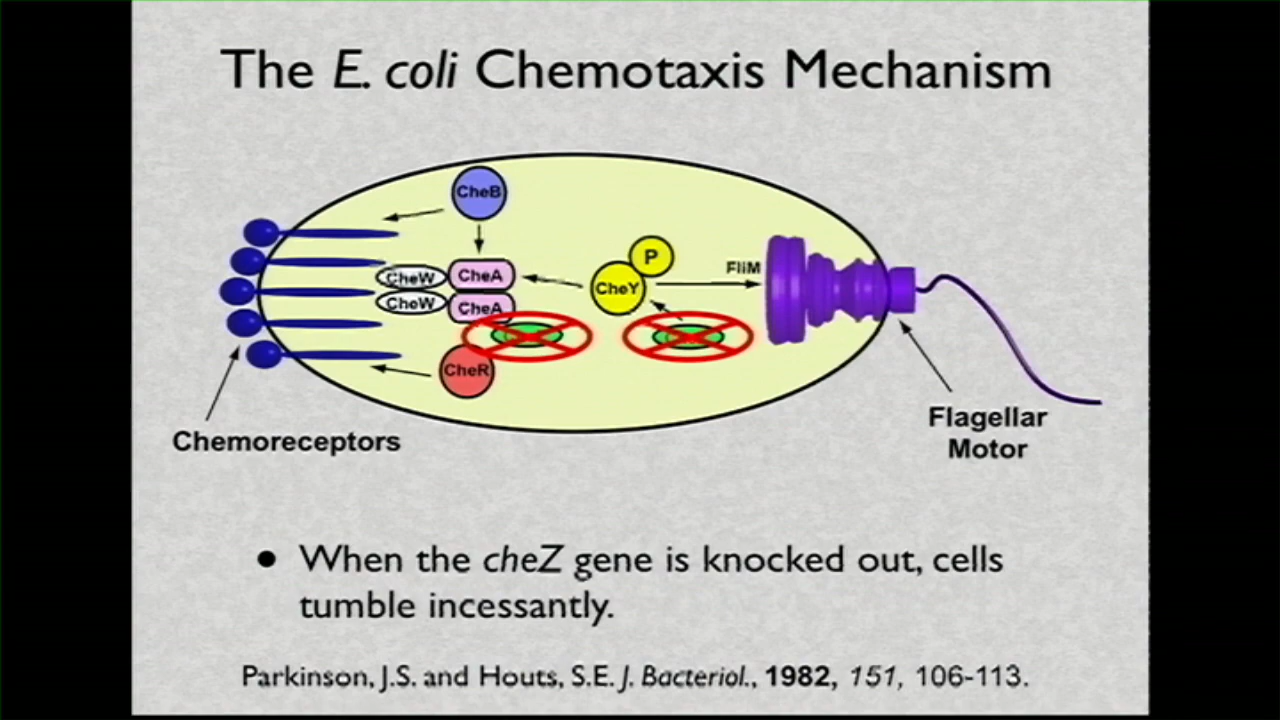 The E. coli Chemotaxis Mechanism
CheB
CheW
CheA
CheW
CheA
P
CheY
FliM
CheR
Chemoreceptors
Flagellar
Motor
• When the cheZ gene is knocked out, cells
tumble incessantly.
Parkinson, J.S. and Houts, S.E. J. Bacteriol., 1982, 151, 106-113.